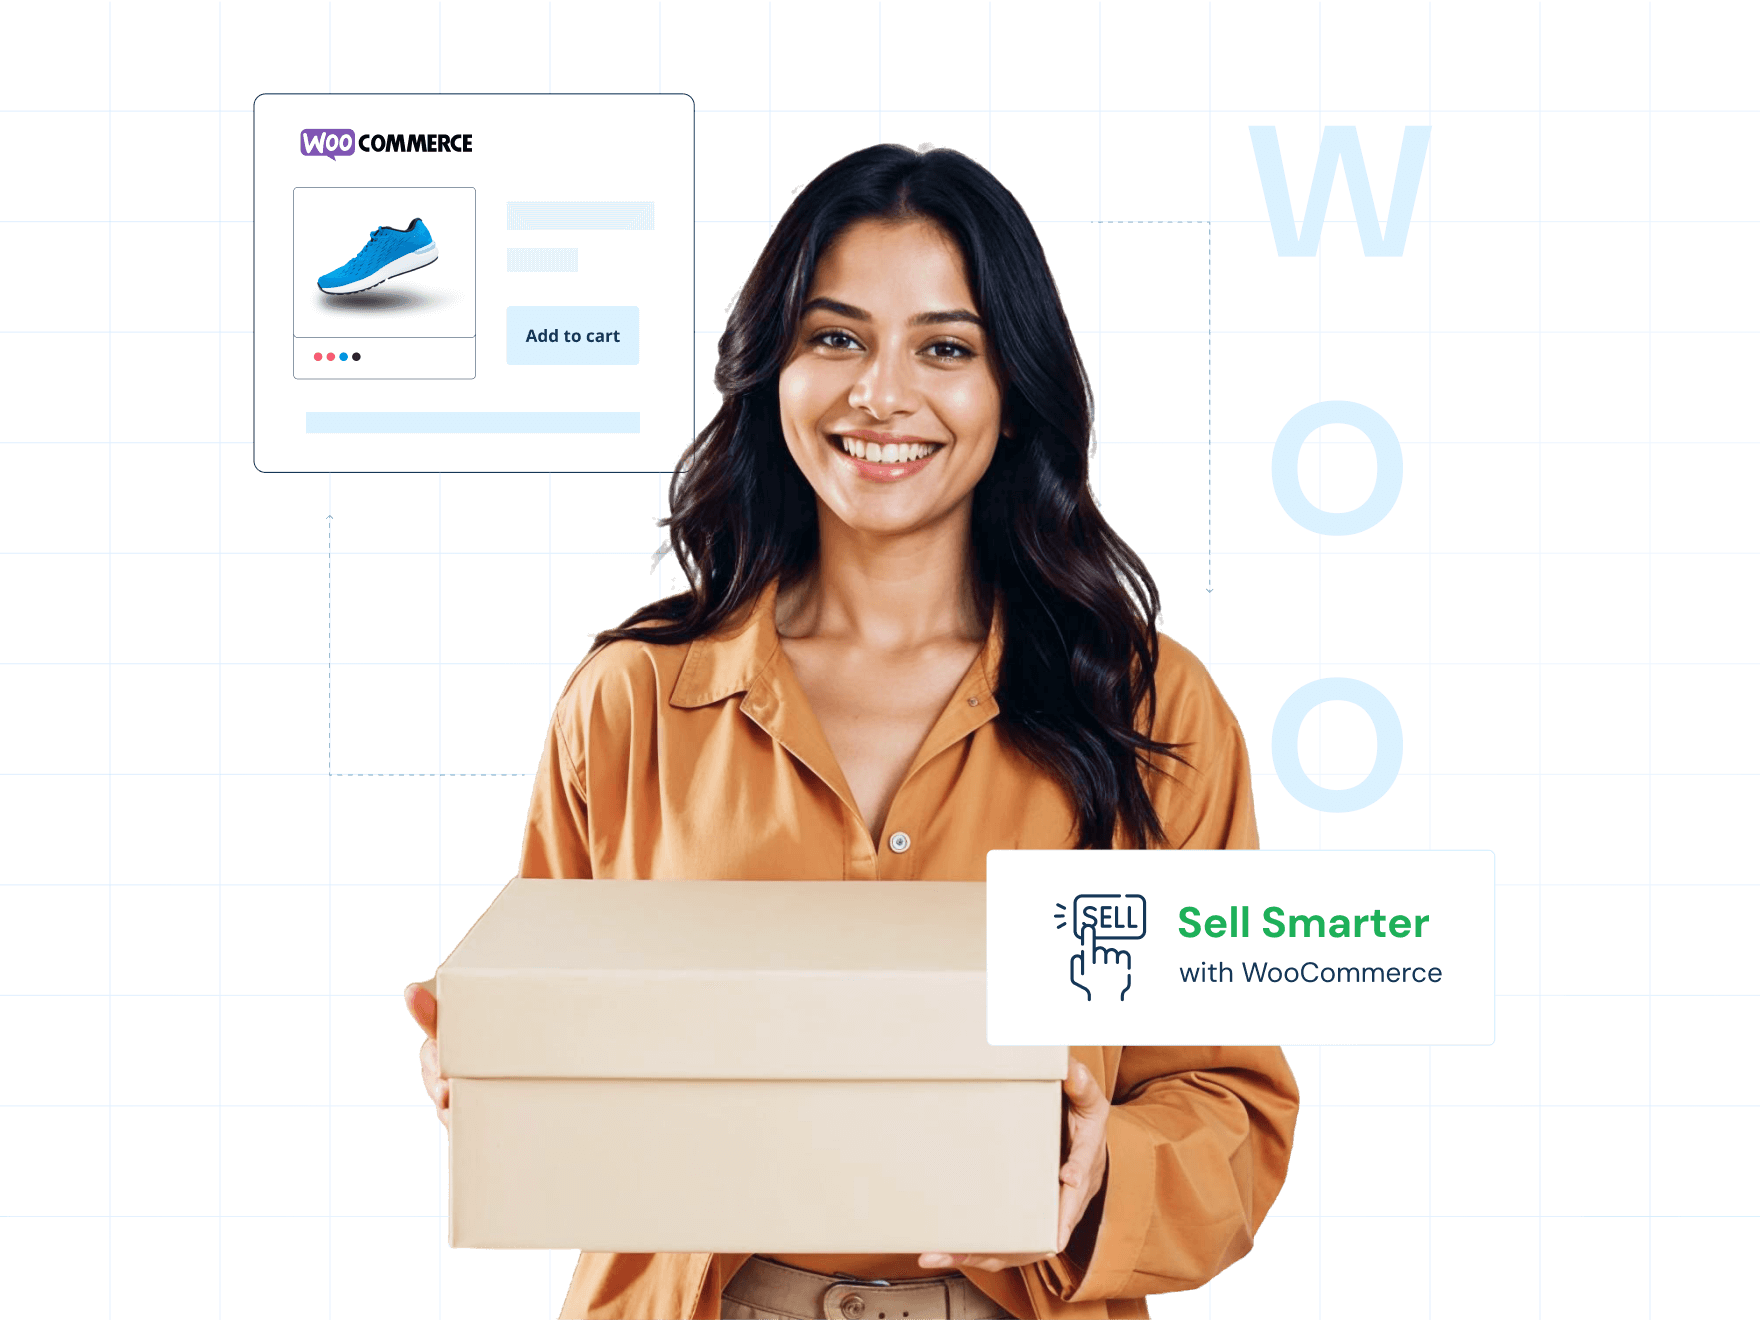 WOO COMMERCE
Add to cart
W
O
O
SELL
Sell Smarter
with WooCommerce